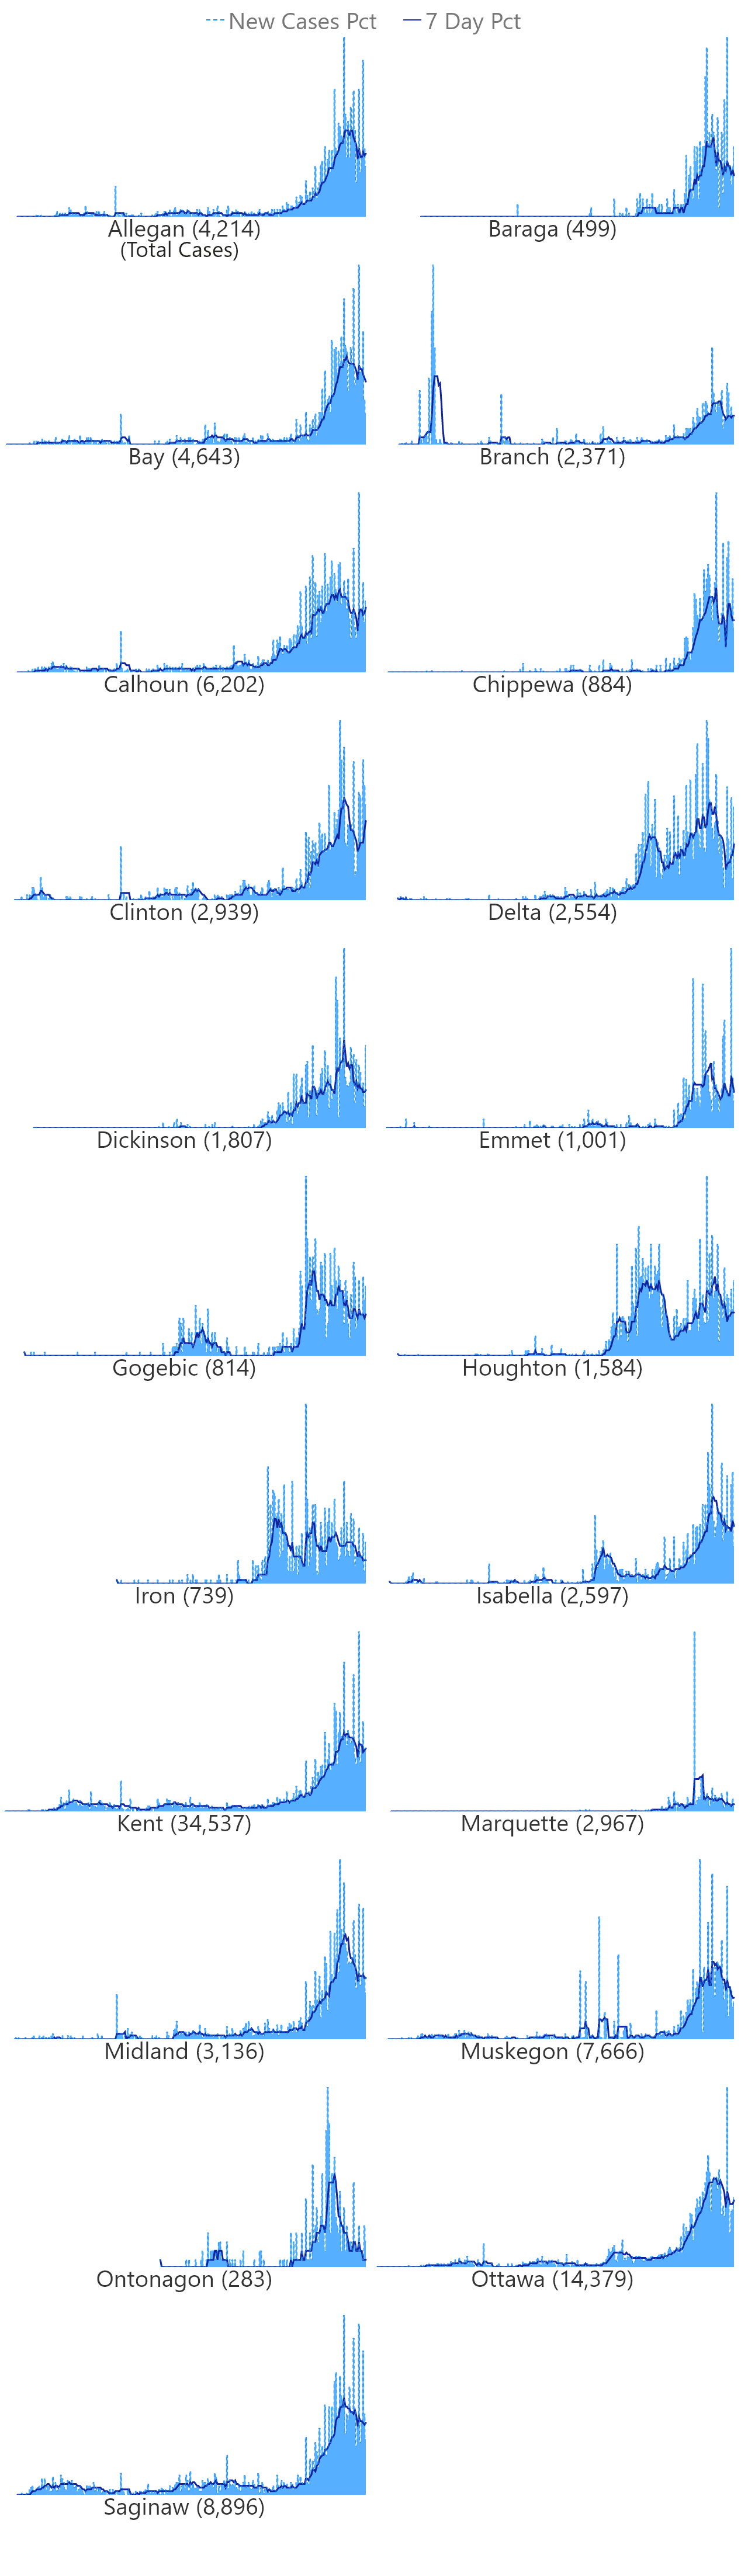 New Cases Pct 7 Day Pct
Allegan (4,214)
(Total Cases)
Baraga (499)
Bay (4,643)
Branch (2,371)
Calhoun (6,202)
Chippewa (884)
Clinton (2,939)
Delta (2,554)
Dickinson (1,807)
Emmet (1,001)
Gogebic (814)
Houghton (1,584)
Iron (739)
Isabella (2,597)
Kent (34,537)
Marquette (2,967)
Midland (3,136)
Muskegon (7,666)
Ontonagon (283)
Ottawa (14,379)
Saginaw (8,896)